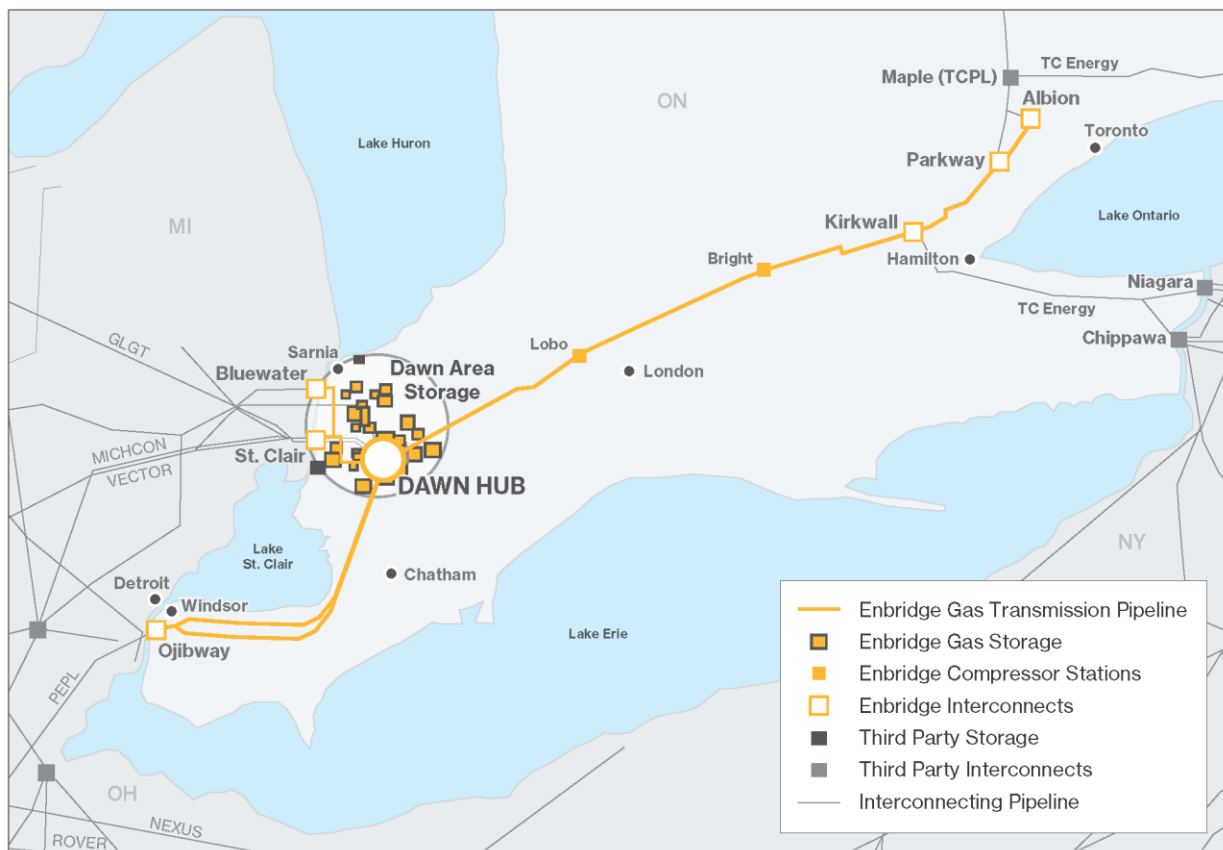 TC Energy
Maple (TCPL)
ON
Albion
Toronto
Lake Huron
Parkway
MI
Kirkwall
Lake Ontario
Bright
Hamilton
Niagara
TC Energy
GLGT
Chippawa
Sarnia
Lobo
Bluewater
Dawn Area
Storage
London
MICHCON
St. Clair
VECTOR
DAWN HUB
NY
Lake
St. Clair
Chatham
Detroit
Windsor
Lake Erie
Ojibway
PEPL
OH
NEXUS
ROVER
Enbridge Gas Transmission Pipeline
Enbridge Gas Storage
Enbridge Compressor Stations
Enbridge Interconnects
Third Party Storage
Third Party Interconnects
Interconnecting Pipeline